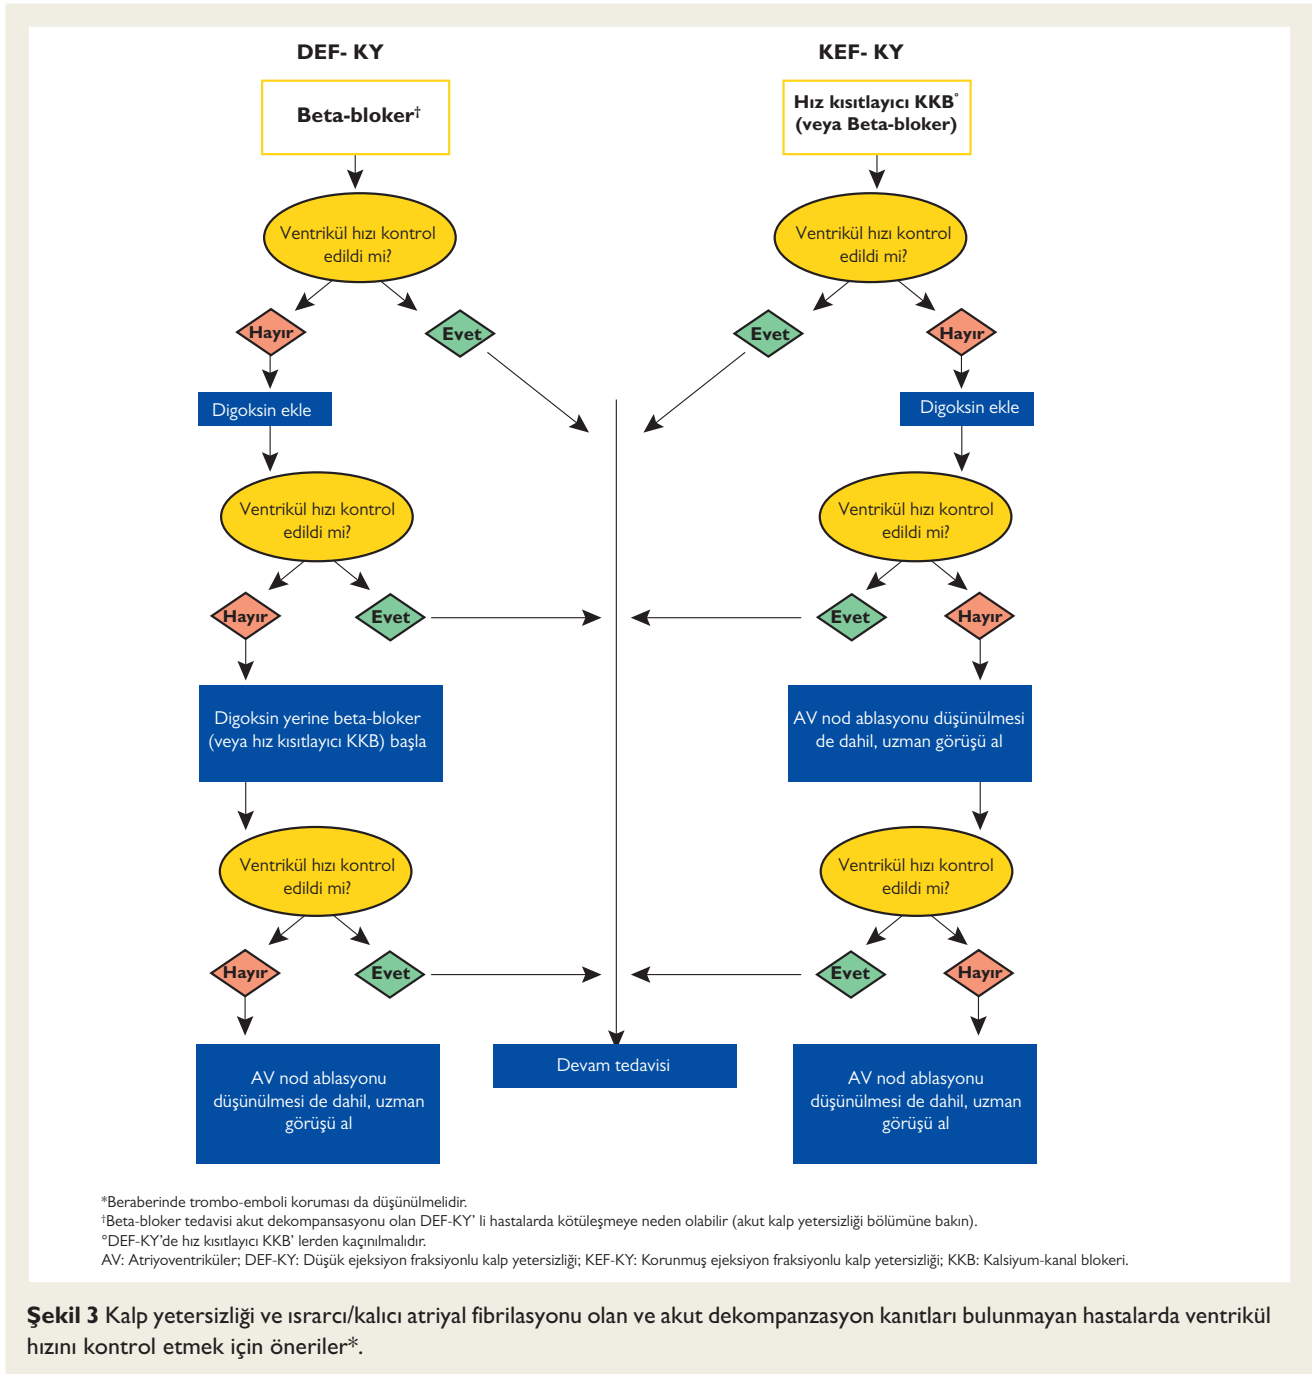 DEF- KY
Beta-bloker†
Ventrikül hızı kontrol
edildi mi?
Hayır
Evet
Digoksin ekle
Ventrikül hızı kontrol
edildi mi?
Hayır
Evet
Digoksin yerine beta-bloker
(veya hız kısıtlayıcı KKB) başla
Ventrikül hızı kontrol
edildi mi?
Hayır
Evet
AV nod ablasyonu
düşünülmesi de dahil, uzman
görüşü al
Devam tedavisi
KEF- KY
Hız kısıtlayıcı KKB°
(veya Beta-bloker)
Ventrikül hızı kontrol
edildi mi?
Evet
Hayır
Digoksin ekle
Ventrikül hızı kontrol
edildi mi?
Evet
Hayır
AV nod ablasyonu düşünülmesi
de dahil, uzman görüşü al
Ventrikül hızı kontrol
edildi mi?
Evet
Hayır
AV nod ablasyonu
düşünülmesi de dahil, uzman
görüşü al
*Beraberinde trombo-emboli koruması da düşünülmelidir.
†Beta-bloker tedavisi akut dekompansasyonu olan DEF-KY' li hastalarda kötüleşmeye neden olabilir (akut kalp yetersizliği bölümüne bakın).
°DEF-KY'de hız kısıtlayıcı KKB' lerden kaçınılmalıdır.
AV: Atriyoventriküler; DEF-KY: Düşük ejeksiyon fraksiyonlu kalp yetersizliği; KEF-KY: Korunmuş ejeksiyon fraksiyonlu kalp yetersizliği; KKB: Kalsiyum-kanal blokeri.
Şekil 3 Kalp yetersizliği ve ısrarcı/kalıcı atriyal fibrilasyonu olan ve akut dekompanzasyon kanıtları bulunmayan hastalarda ventrikül
hızını kontrol etmek için öneriler*.